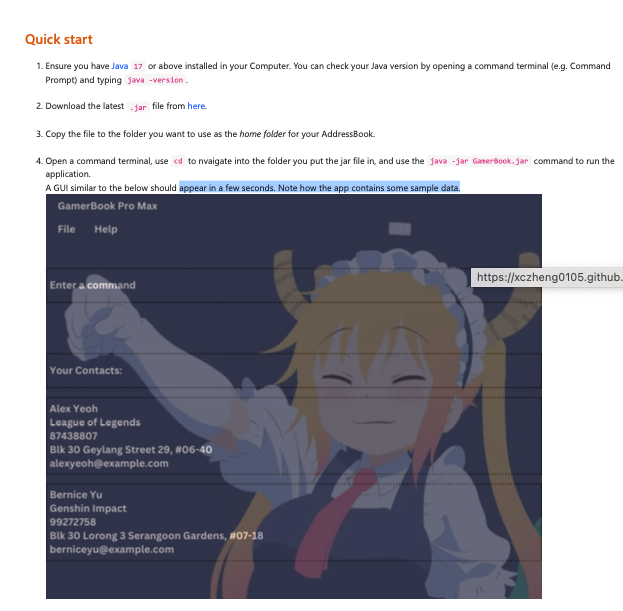 Quick start
1. Ensure you have Java 17 or above installed in your Computer. You can check your Java version by opening a command terminal (e.g. Command
Prompt) and typing java -version.
2. Download the latest .jar file from here.
3. Copy the file to the folder you want to use as the home folder for your AddressBook.
4. Open a command terminal, use cd to nvaigate into the folder you put the jar file in, and use the java -jar GamerBook.jar command to run the
application.
A GUI similar to the below should appear in a few seconds. Note how the app contains some sample data.
GamerBook Pro Max
File Help
https://xczheng0105.github.
Enter a command
Your Contacts:
Alex Yeoh
League of Legends
87438807
Blk 30 Geylang Street 29, #06-40
alexyeoh@example.com
Bernice Yu
Genshin Impact
99272758
Blk 30 Lorong 3 Serangoon Gardens, #07-18
berniceyu@example.com